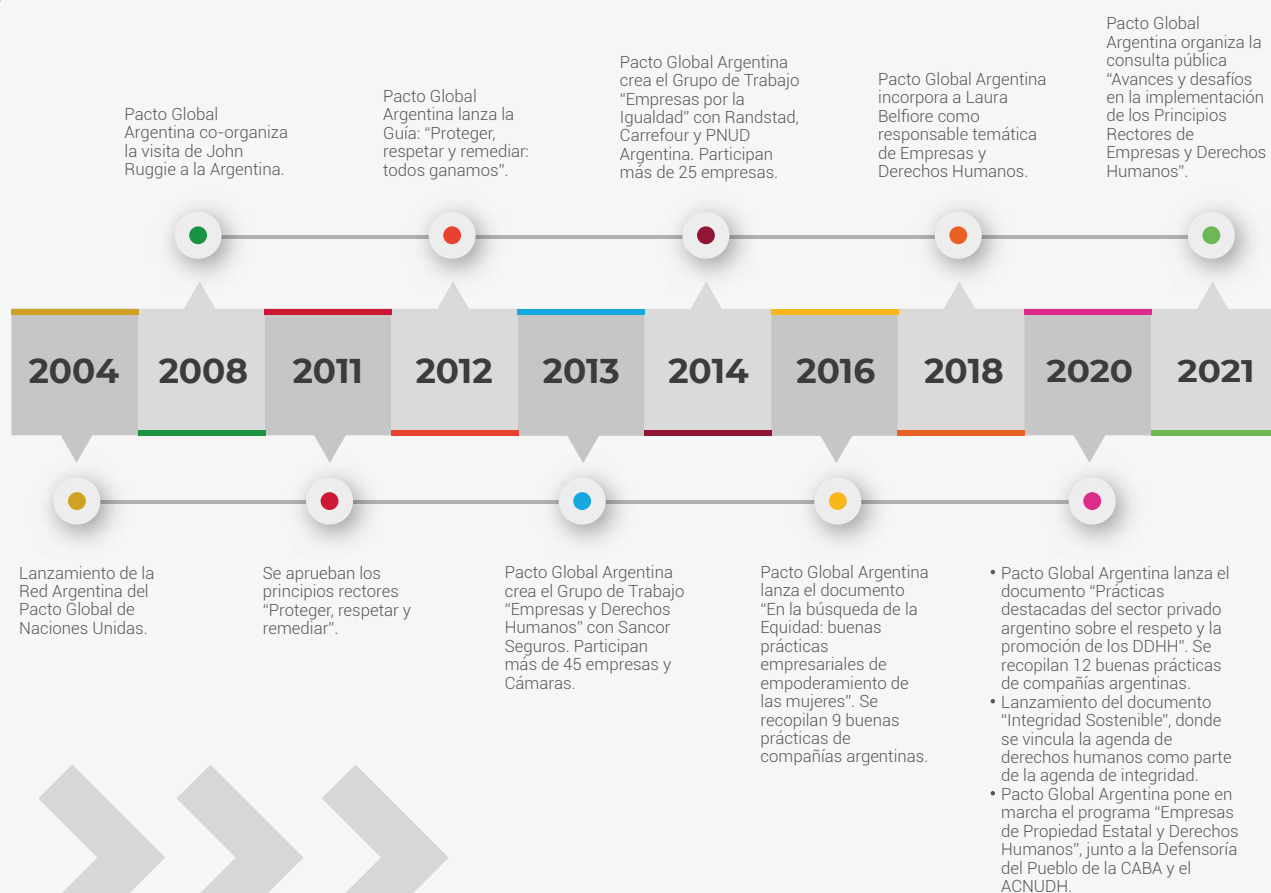 Pacto Global
Argentina co-organiza
la visita de John
Ruggie a la Argentina.
Pacto Global
Argentina lanza la
Guía: “Proteger,
respetar y remediar:
todos ganamos”.
Pacto Global Argentina
crea el Grupo de Trabajo
“Empresas por la
Igualdad” con Randstad,
Carrefour y PNUD
Argentina. Participan
más de 25 empresas.
Pacto Global Argentina
incorpora a Laura
Belfiore como
responsable temática
de Empresas y
Derechos Humanos.
Pacto Global
Argentina organiza la
consulta pública
“Avances y desafíos
en la implementación
de los Principios
Rectores de
Empresas y Derechos
Humanos”.
2004 2008 2011 2012 2013 2014 2016 2018 2020 2021
Lanzamiento de la
Red Argentina del
Pacto Global de
Naciones Unidas.
Se aprueban los
principios rectores
“Proteger, respetar y
remediar”.
Pacto Global Argentina
crea el Grupo de Trabajo
“Empresas y Derechos
Humanos” con Sancor
Seguros. Participan
más de 45 empresas y
Cámaras.
Pacto Global Argentina
lanza el documento
“En la búsqueda de la
Equidad: buenas
prácticas
empresariales de
empoderamiento de
las mujeres”. Se
recopilan 9 buenas
prácticas de
compañías argentinas.
• Pacto Global Argentina lanza el
documento “Prácticas
destacadas del sector privado
argentino sobre el respeto y la
promoción de los DDHH”. Se
recopilan 12 buenas prácticas
de compañías argentinas.
• Lanzamiento del documento
“Integridad Sostenible”, donde
se vincula la agenda de
derechos humanos como parte
de la agenda de integridad.
• Pacto Global Argentina pone en
marcha el programa “Empresas
de Propiedad Estatal y Derechos
Humanos”, junto a la Defensoría
del Pueblo de la CABA y el
ACNUDH.